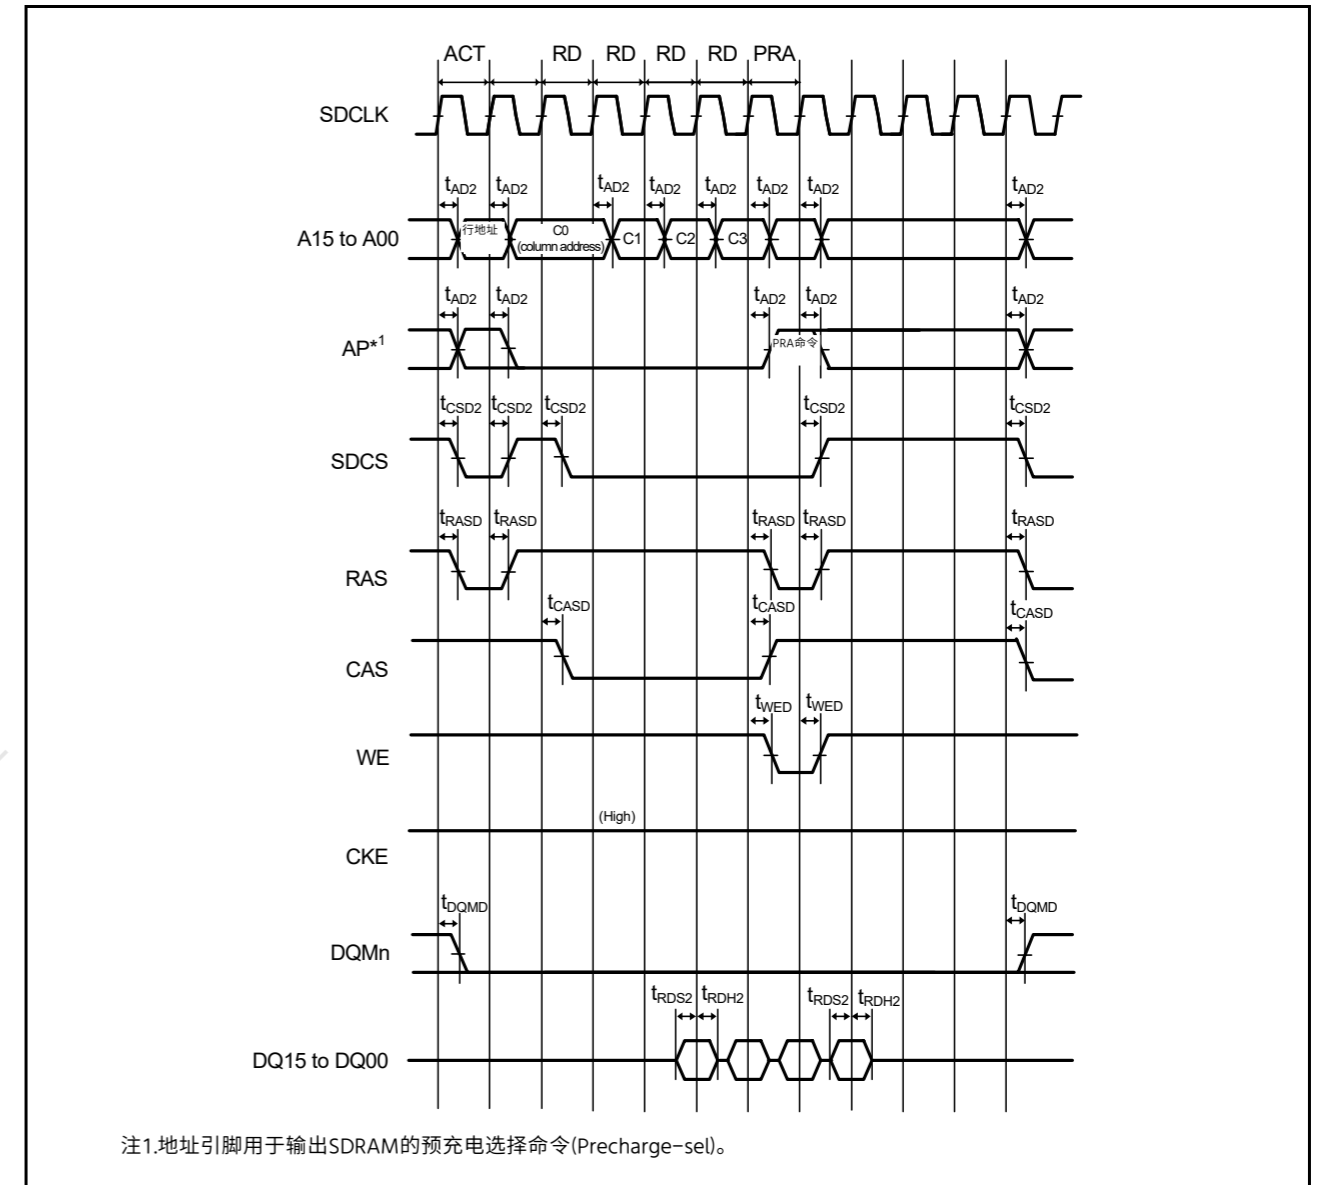 ACT RD RD RD RD PRA
SDCLK
tAD2 tAD2 tAD2 tAD2 tAD2 tAD2 tAD2 tAD2
A15 to A00
行地址 C0 (column address) C1 C2 C3
tAD2 tAD2 tAD2 tAD2 tAD2
AP*1
PRA命令
tCSD2 tCSD2 tCSD2 tCSD2 tCSD2
SDCS
tRASD tRASD tRASD tRASD tRASD
RAS
tCASD tCASD tCASD
CAS
tWED tWED
WE
(High)
CKE
tDQMD tDQMD
DQMn
tRDS2 tRDH2 tRDS2 tRDH2
DQ15 to DQ00
注1.地址引脚用于输出SDRAM的预充电选择命令(Precharge−sel)。